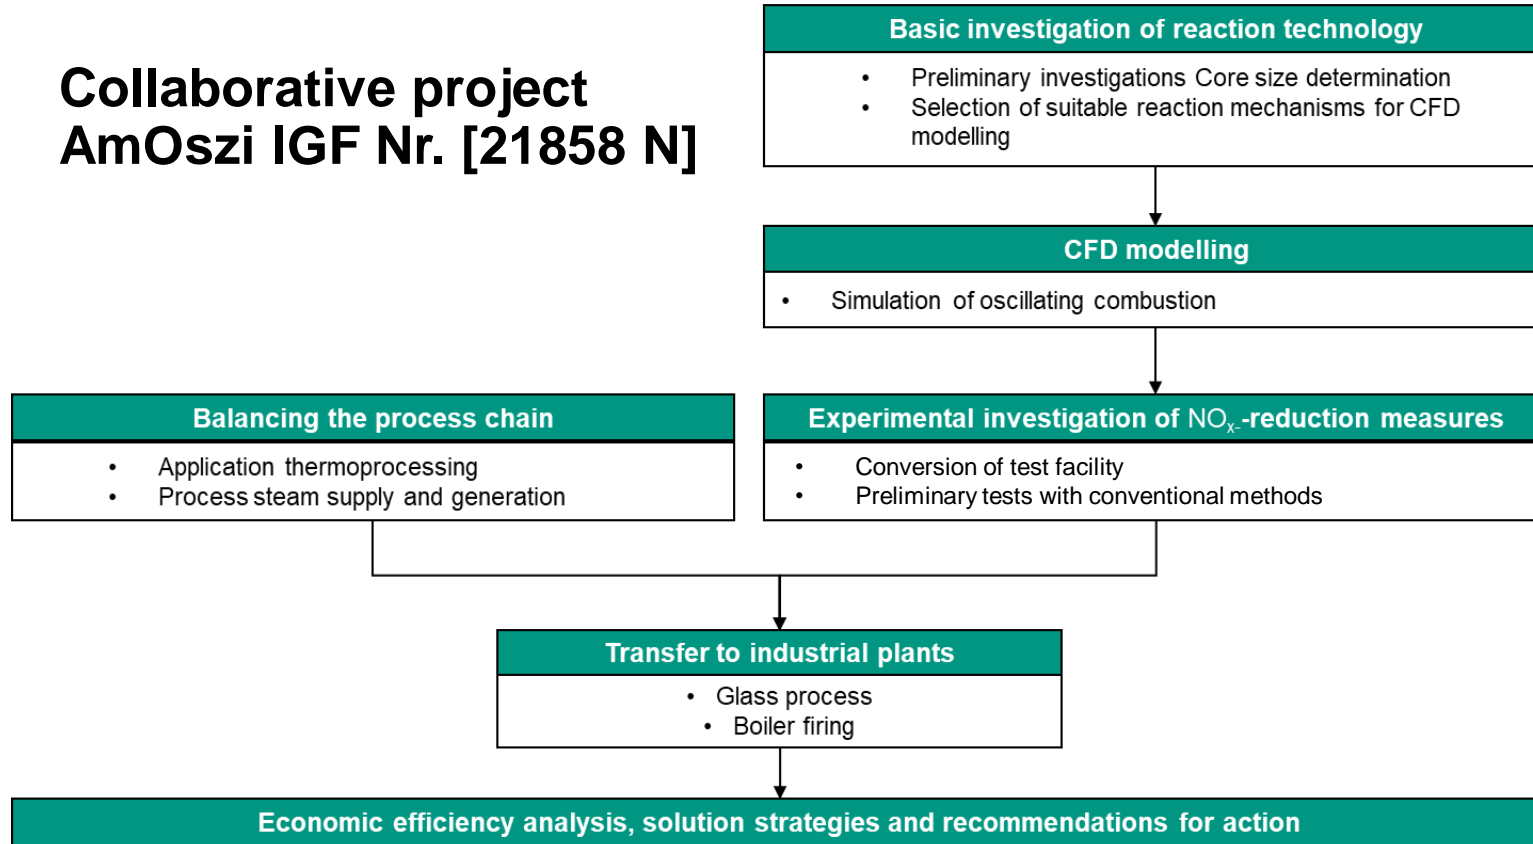 Collaborative project
AmOszi IGF Nr. [21858 N]
Basic investigation of reaction technology
• Preliminary investigations Core size determination
• Selection of suitable reaction mechanisms for CFD
modelling
CFD modelling
• Simulation of oscillating combustion
Balancing the process chain
• Application thermoprocessing
• Process steam supply and generation
Experimental investigation of NOx--reduction measures
• Conversion of test facility
• Preliminary tests with conventional methods
Transfer to industrial plants
• Glass process
• Boiler firing
Economic efficiency analysis, solution strategies and recommendations for action